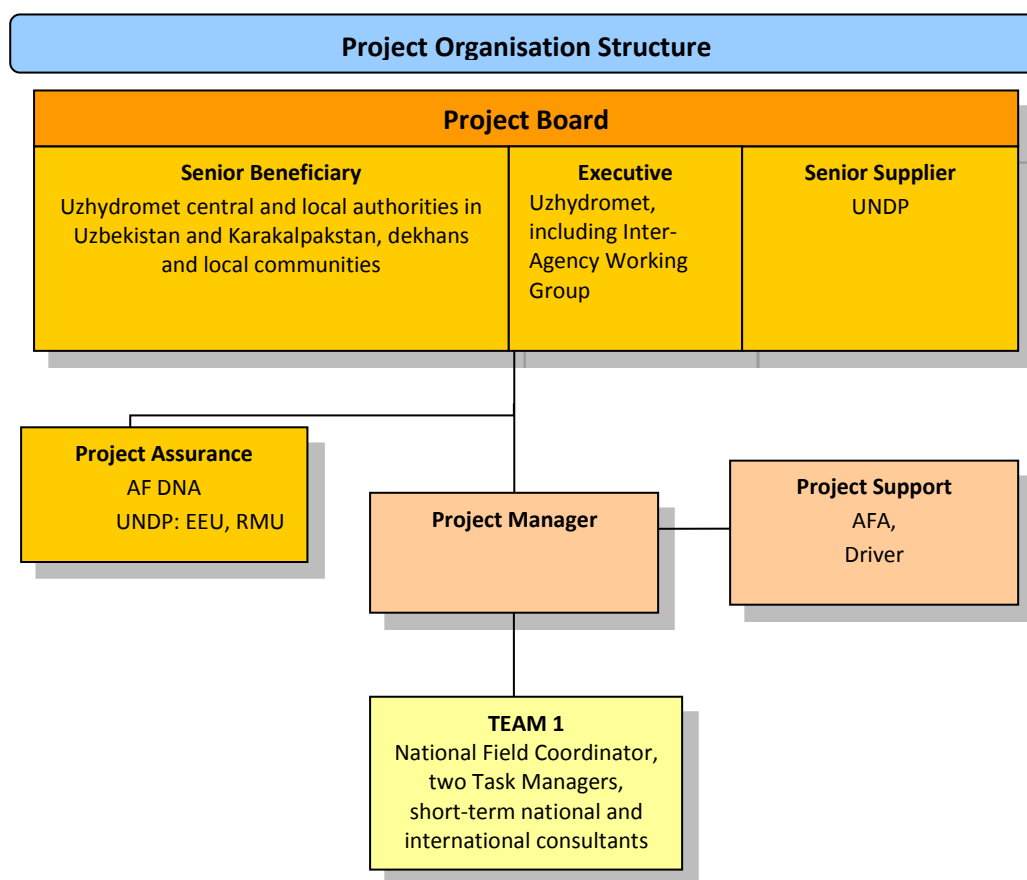 Project Organisation Structure
Project Board
Senior Beneficiary
Uzhydromet central and local authorities in
Uzbekistan and Karakalpakstan, dekhans
and local communities
Executive
Uzhydromet,
including Inter-
Agency Working
Group
Senior Supplier
UNDP
Project Assurance
AF DNA
UNDP: EEU, RMU
Project Manager
Project Support
AFA,
Driver
TEAM 1
National Field Coordinator,
two Task Managers,
short-term national and
international consultants